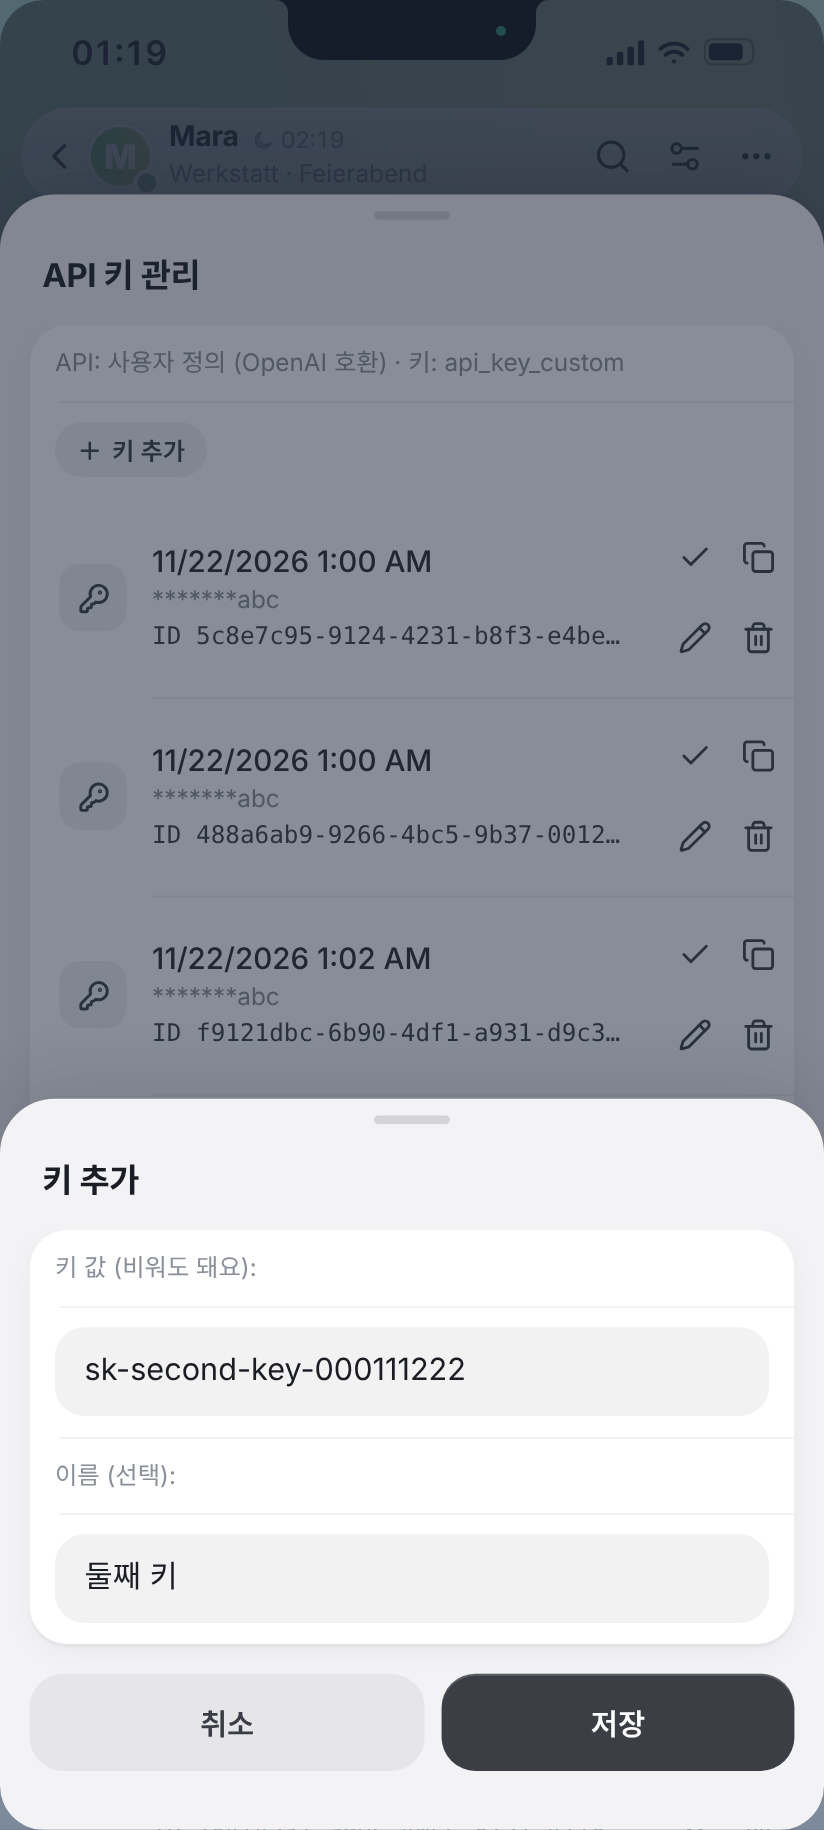 01:19
M
Mara 02:19
Werkstatt · Feierabend
API 키 관리
API: 사용자 정의 (OpenAI 호환) · 키: api_key_custom
키 추가
11/22/2026 1:00 AM
*******abc
ID 5c8e7c95-9124-4231-b8f3-e4be…
11/22/2026 1:00 AM
*******abc
ID 488a6ab9-9266-4bc5-9b37-0012…
11/22/2026 1:02 AM
*******abc
ID f9121dbc-6b90-4df1-a931-d9c3…
키 추가
키 값 (비워도 돼요):
sk-second-key-000111222
이름 (선택):
둘째 키
취소
저장